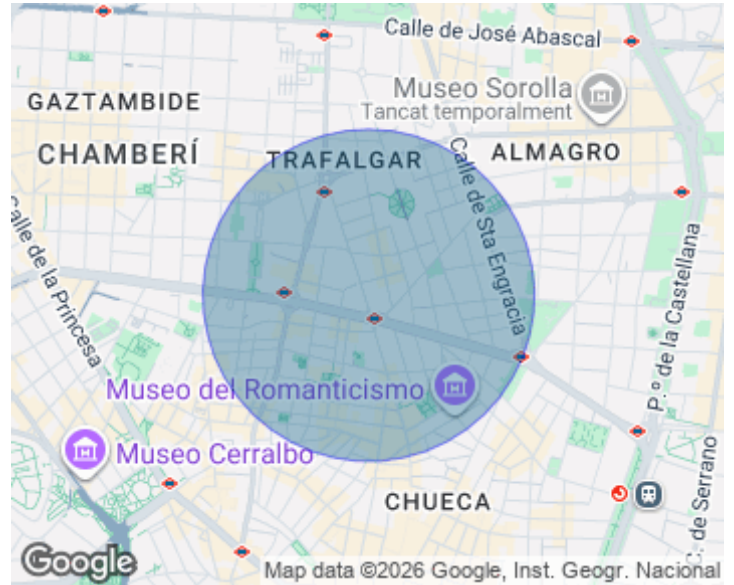 Calle de José Abascal
Museo Sorolla
Tancat temporalment
GAZTAMBIDE
CHAMBERÍ
TRAFALGAR
ALMAGRO
Calle de Sta Engracia
Calle de la Princesa
P.º de la Castellana
Museo del Romanticismo
Museo Cerralbo
CHUECA
C. de Serrano
Google
Map data ©2026 Google, Inst. Geogr. Nacional